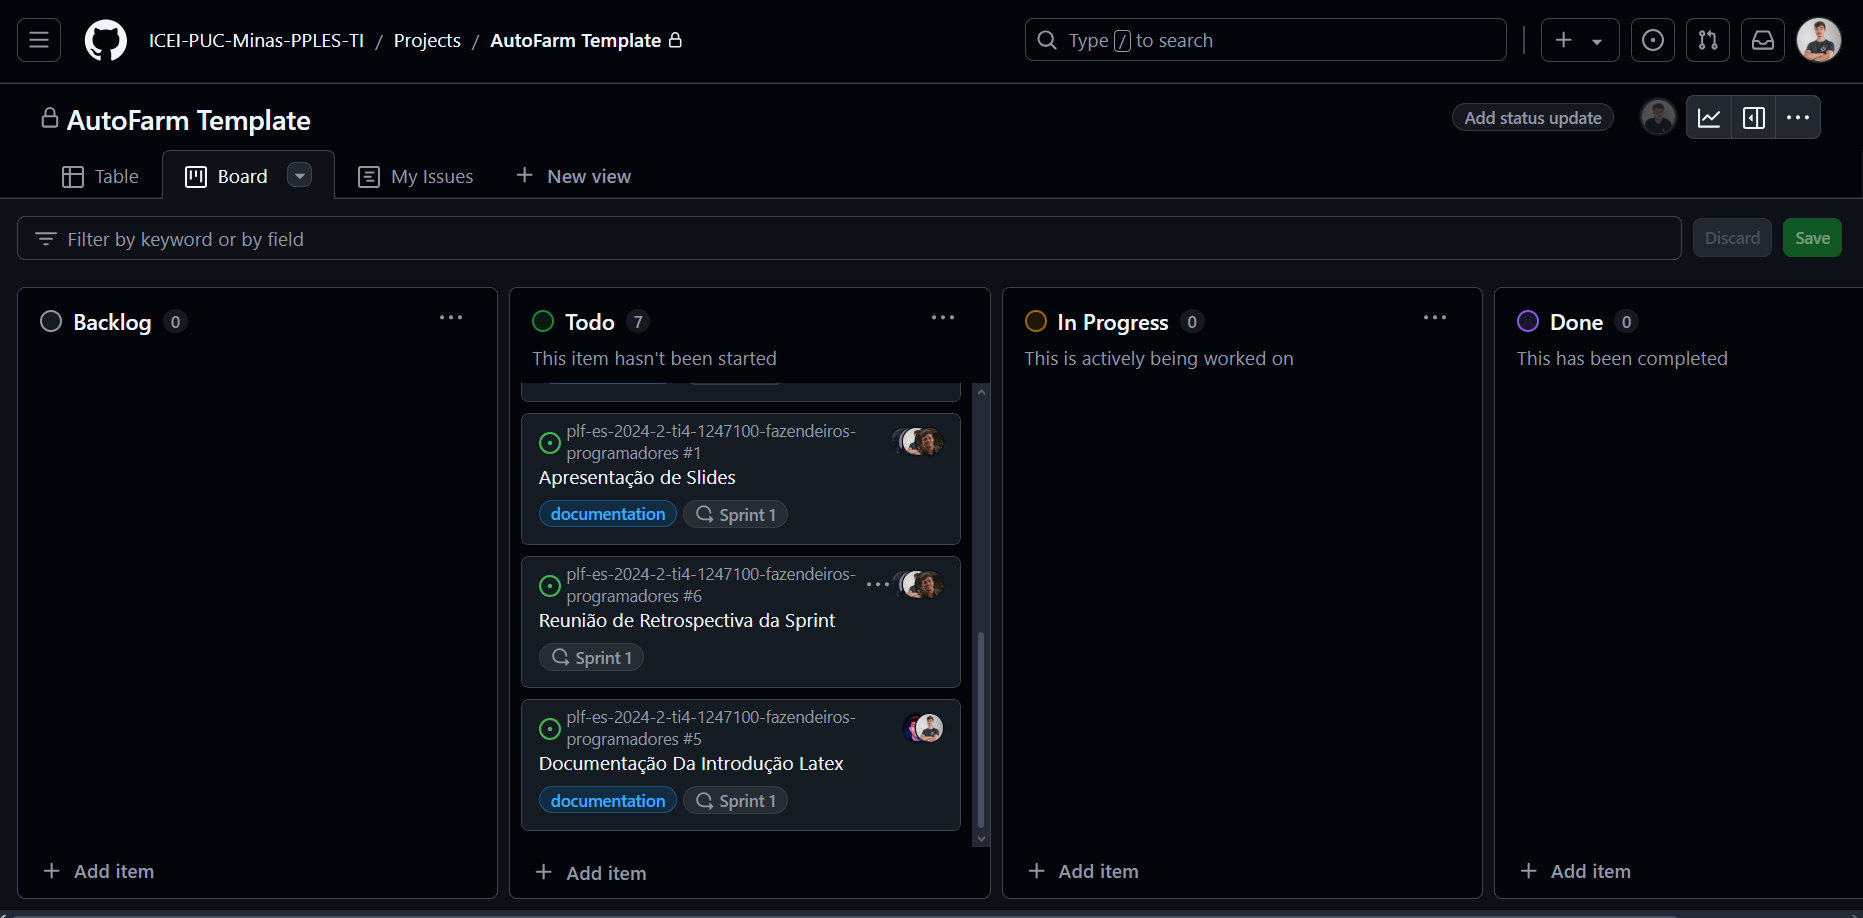 ICEI-PUC-Minas-PPLES-TI / Projects / AutoFarm Template
Type / to search
AutoFarm Template
Add status update
Table
Board
My Issues
New view
Filter by keyword or by field
Discard
Save
Backlog 0
Add item
Todo 7
This item hasn't been started
plf-es-2024-2-ti4-1247100-fazendeiros-
programadores #1
Apresentação de Slides
documentation
Sprint 1
plf-es-2024-2-ti4-1247100-fazendeiros-
programadores #6
Reunião de Retrospectiva da Sprint
Sprint 1
plf-es-2024-2-ti4-1247100-fazendeiros-
programadores #5
Documentação Da Introdução Latex
documentation
Sprint 1
Add item
In Progress 0
This is actively being worked on
Add item
Done 0
This has been completed
Add item